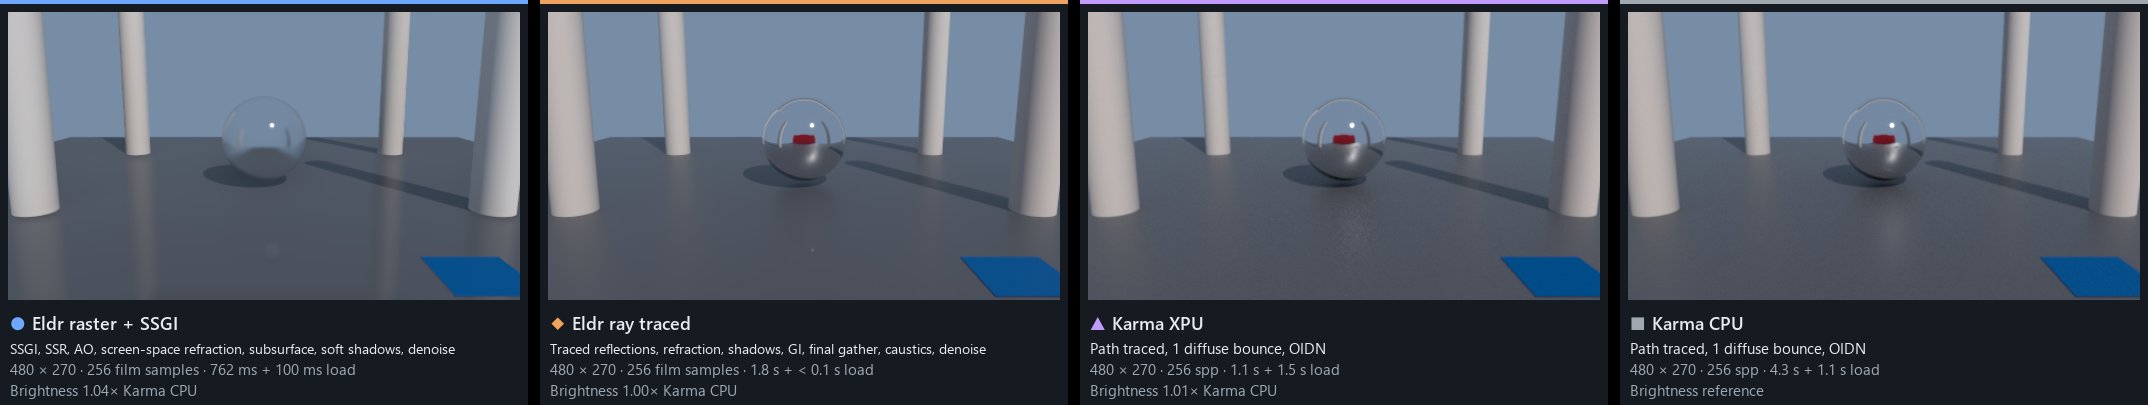 Eldr raster + SSGI
SSGI, SSR, AO, screen-space refraction, subsurface, soft shadows, denoise
480 × 270 · 256 film samples · 762 ms + 100 ms load
Brightness 1.04× Karma CPU
Eldr ray traced
Traced reflections, refraction, shadows, GI, final gather, caustics, denoise
480 × 270 · 256 film samples · 1.8 s + < 0.1 s load
Brightness 1.00× Karma CPU
Karma XPU
Path traced, 1 diffuse bounce, OIDN
480 × 270 · 256 spp · 1.1 s + 1.5 s load
Brightness 1.01× Karma CPU
Karma CPU
Path traced, 1 diffuse bounce, OIDN
480 × 270 · 256 spp · 4.3 s + 1.1 s load
Brightness reference